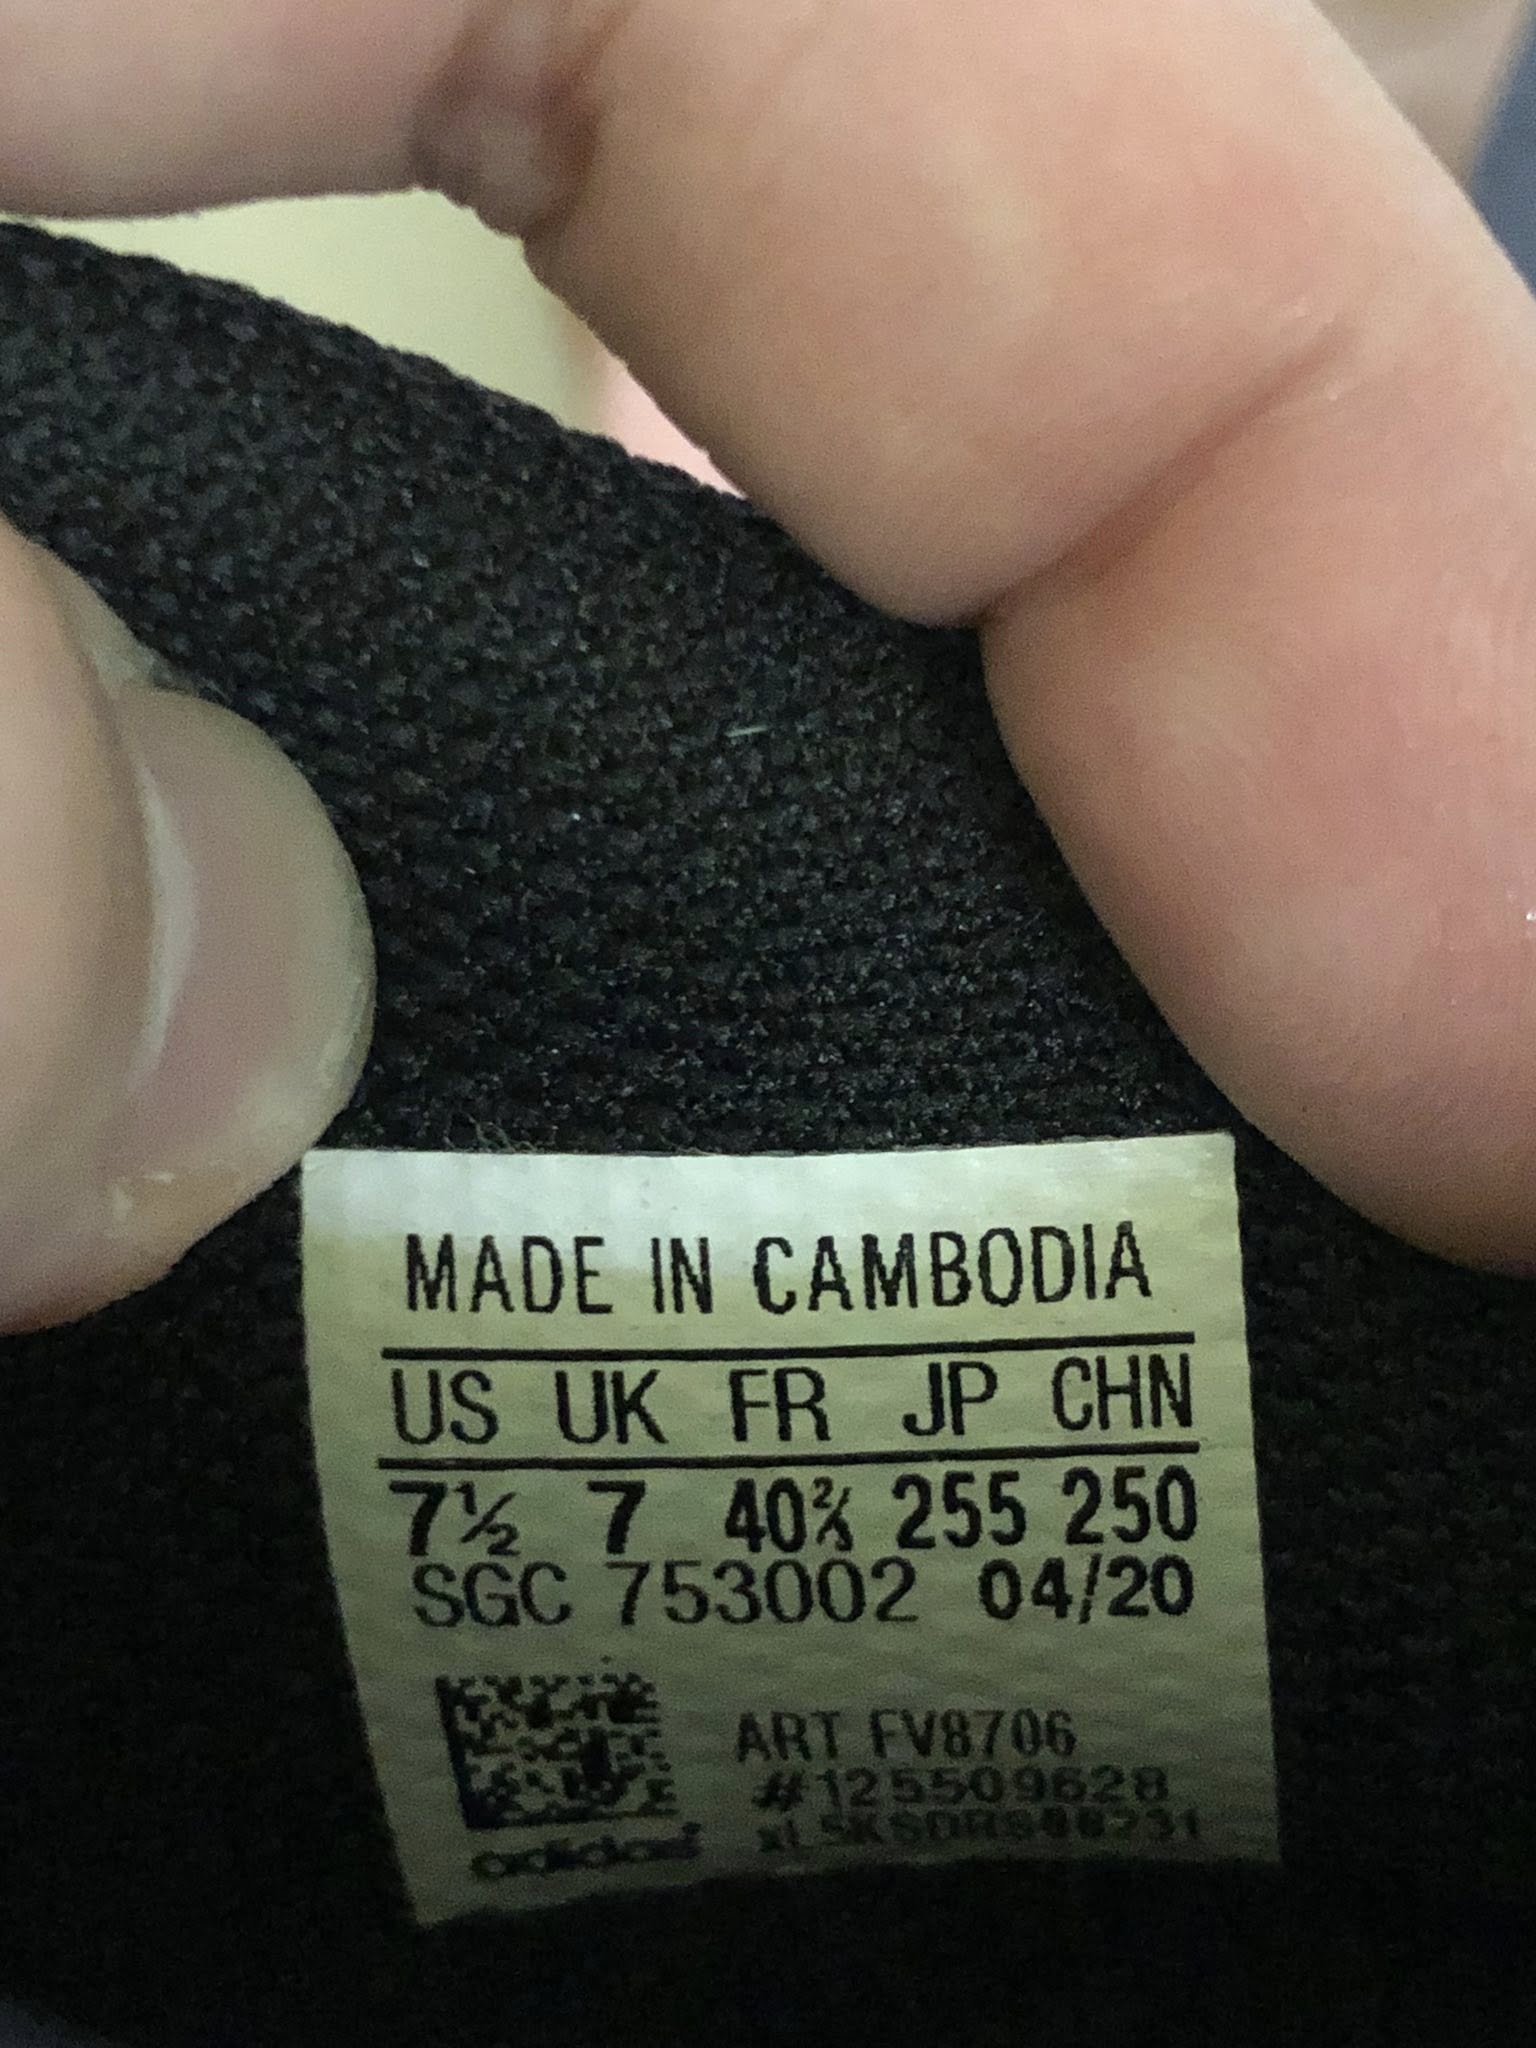 MADE IN CAMBODIA
US UK FR JP CHN
7½ 7 40⅔ 255 250
SGC 753002 04/20
ART FV8706
#125509628
adidas